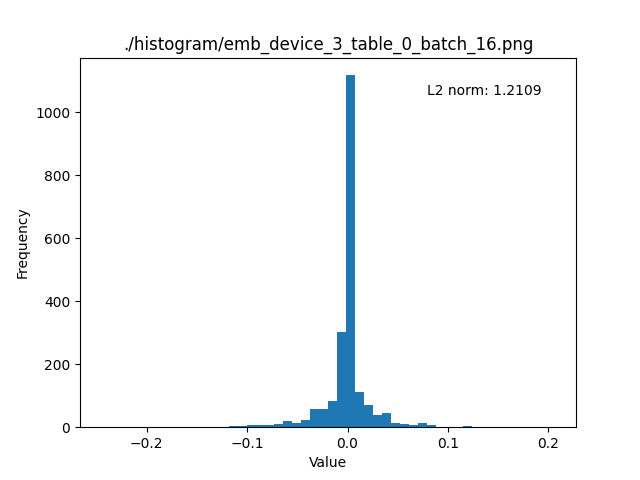 ./histogram/emb_device_3_table_0_batch_16.png
L2 norm: 1.2109
1000
800
600
400
200
0
Frequency
−0.2 −0.1 0.0 0.1 0.2
Value